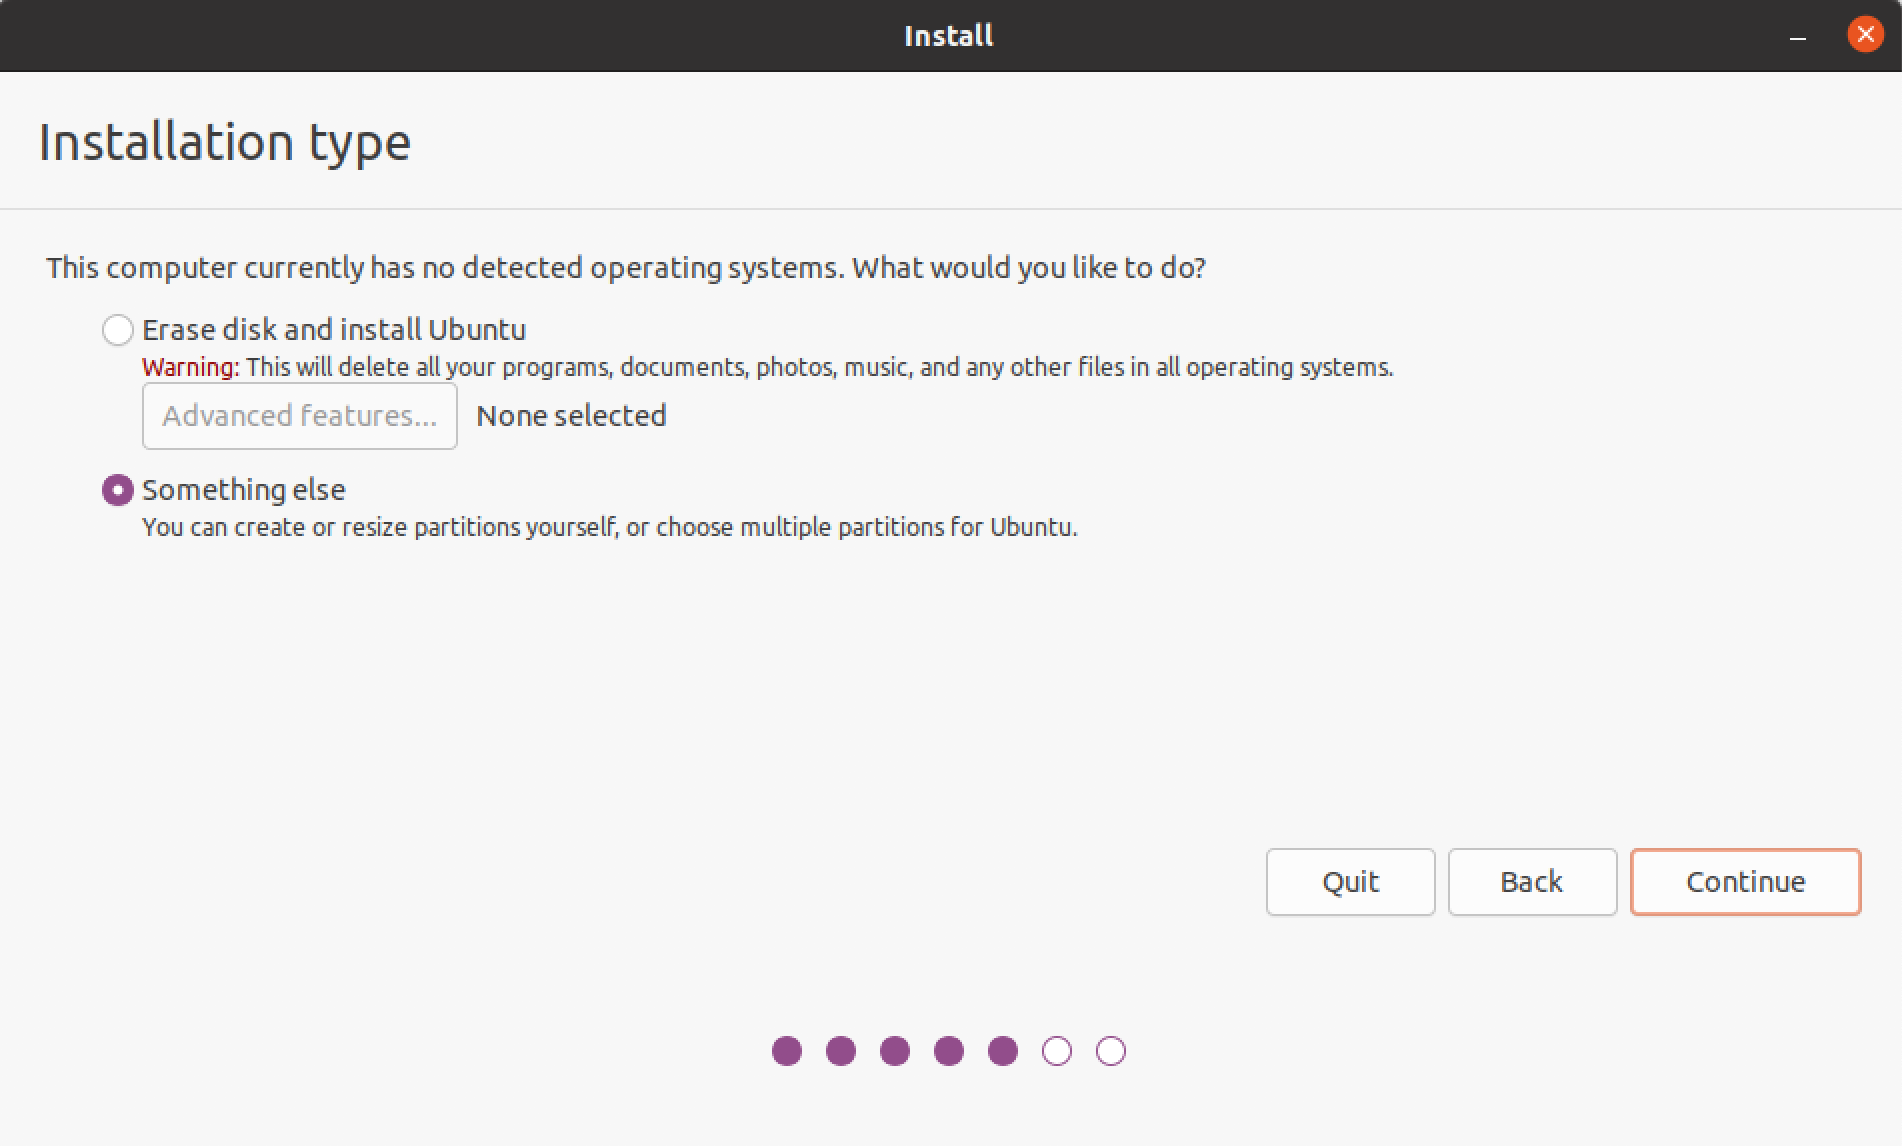 Install
Installation type
This computer currently has no detected operating systems. What would you like to do?
Erase disk and install Ubuntu
Warning: This will delete all your programs, documents, photos, music, and any other files in all operating systems.
Advanced features... None selected
Something else
You can create or resize partitions yourself, or choose multiple partitions for Ubuntu.
Quit Back Continue